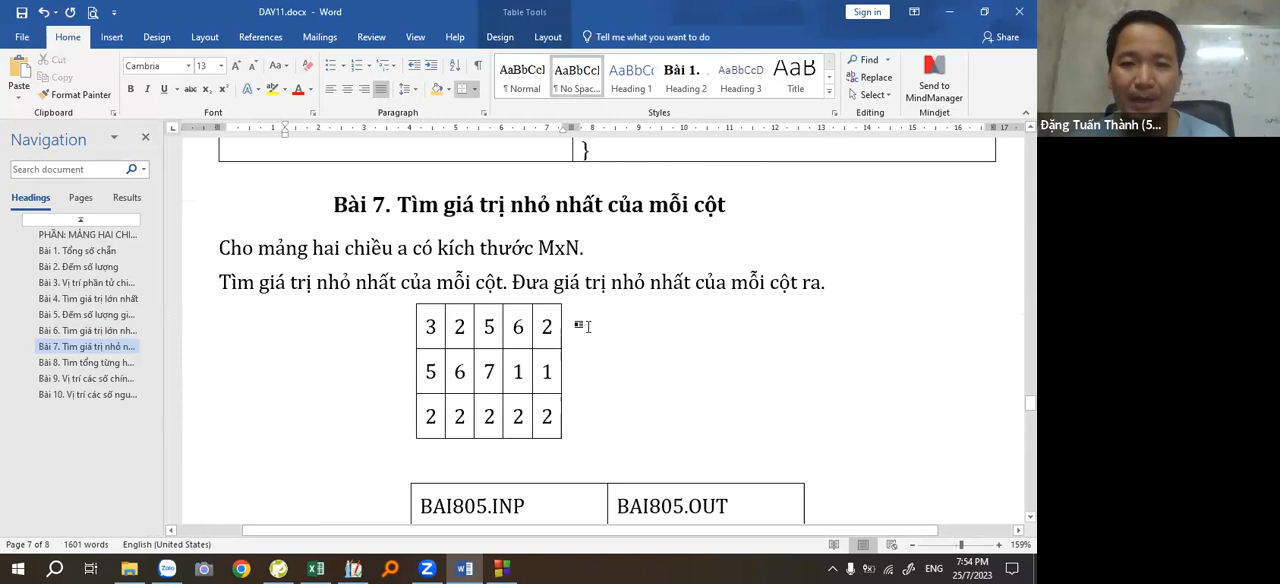 DAY11.docx - Word
Table Tools
Sign in
File
Home
Insert
Design
Layout
References
Mailings
Review
View
Help
Design
Layout
Tell me what you want to do
Share
Paste
Cut
Copy
Format Painter
Clipboard
Cambria
13
Font
Paragraph
AaBbCcl
¶ Normal
AaBbCcl
¶ No Spac...
AaBbCc
Heading 1
Bài 1.
Heading 2
AaBbCcD
Heading 3
AaB
Title
Styles
Find
Replace
Select
Editing
Send to
MindManager
Mindjet
Đặng Tuấn Thành (5...
Navigation
Search document
Headings
Pages
Results
PHẦN: MẢNG HAI CHI...
Bài 1. Tổng số chẵn
Bài 2. Đếm số lượng
Bài 3. Vị trí phần tử chi...
Bài 4. Tìm giá trị lớn nhất
Bài 5. Đếm số lượng gi...
Bài 6. Tìm giá trị lớn nh...
Bài 7. Tìm giá trị nhỏ n...
Bài 8. Tìm tổng từng h...
Bài 9. Vị trí các số chín...
Bài 10. Vị trí các số ngu...
}
Bài 7. Tìm giá trị nhỏ nhất của mỗi cột
Cho mảng hai chiều a có kích thước MxN.
Tìm giá trị nhỏ nhất của mỗi cột. Đưa giá trị nhỏ nhất của mỗi cột ra.
3 2 5 6 2
5 6 7 1 1
2 2 2 2 2
BAI805.INP
BAI805.OUT
Page 7 of 8
1601 words
English (United States)
159%
ENG
7:54 PM
25/7/2023